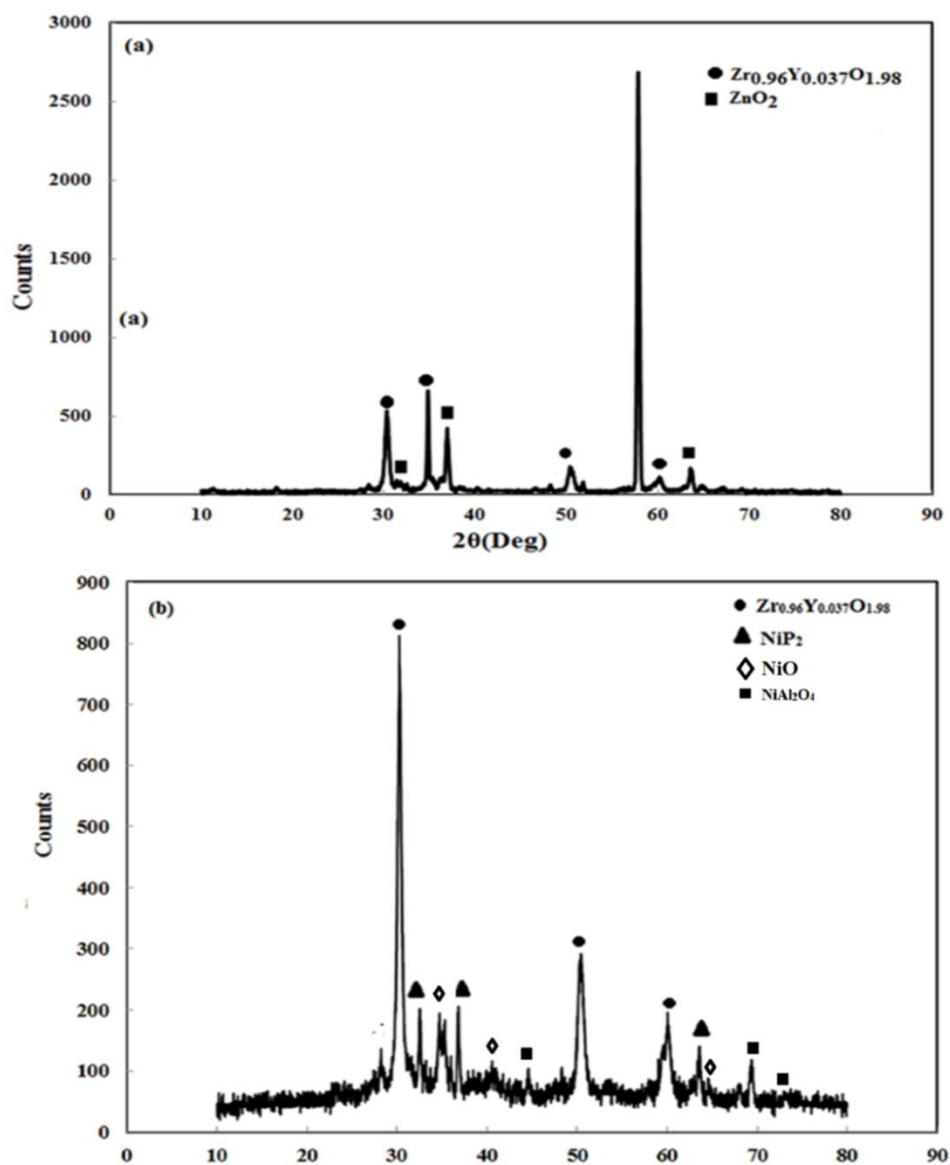 3000
(a)
● Zr0.96Y0.037O1.98
■ ZnO2
2500
2000
1500
Counts
(a)
1000
500
0
0 10 20 30 40 50 60 70 80 90
2θ(Deg)
900
(b)
● Zr0.96Y0.037O1.98
▲ NiP2
◇ NiO
■ NiAl2O4
800
700
600
500
Counts
400
300
200
100
0
0 10 20 30 40 50 60 70 80 90